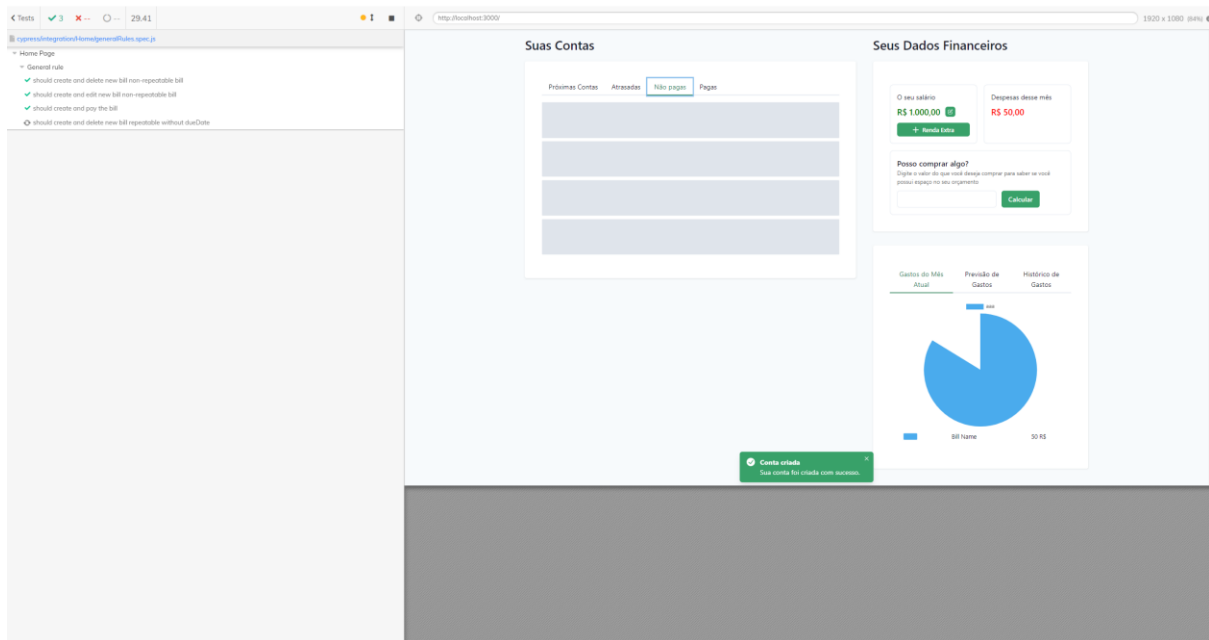 Tests 3 -- -- 29.41
http://localhost:3000/
1920 x 1080 (64%)
cypress/integration/Home/generalRules.spec.js
Home Page
General rule
should create and delete new bill non-repeatable bill
should create and edit new bill non-repeatable bill
should create and pay the bill
should create and delete new bill repeatable without dueDate
Suas Contas
Próximas Contas Atrasadas Não pagas Pagas
Seus Dados Financeiros
O seu salário
R$ 1.000,00
+ Renda Extra
Despesas desse mês
R$ 50,00
Posso comprar algo?
Digite o valor do que você deseja comprar para saber se você
possui espaço no seu orçamento
Calcular
Gastos do Mês
Atual
Previsão de
Gastos
Histórico de
Gastos
Bill Name 50 R$
Conta criada
Sua conta foi criada com sucesso.